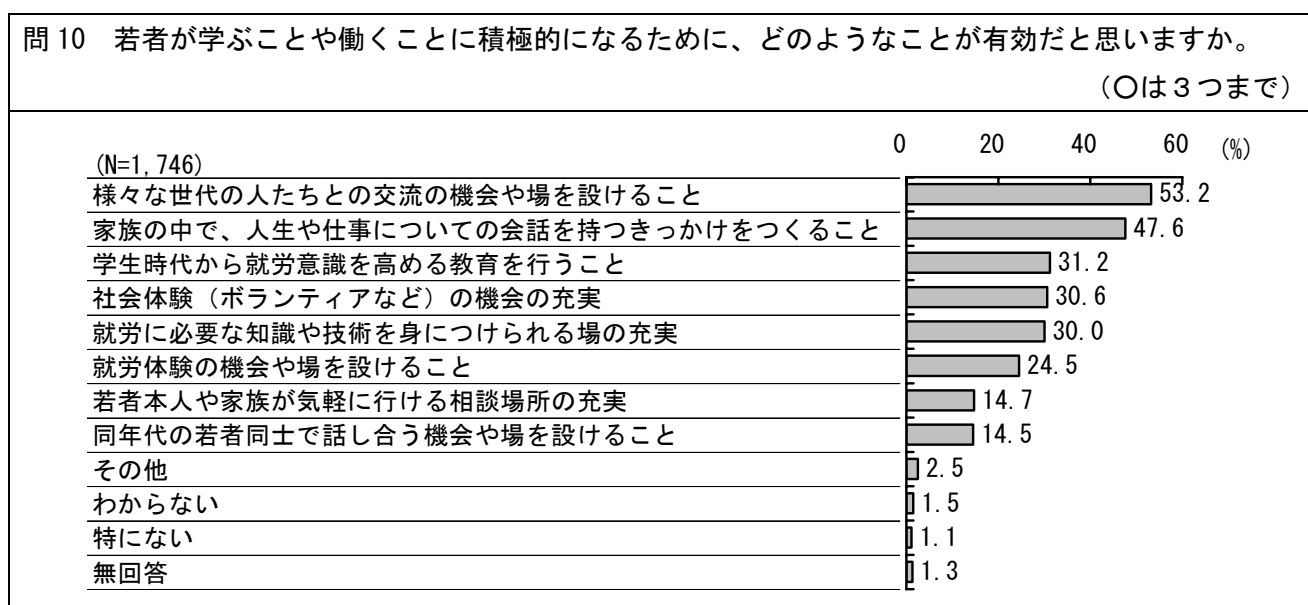 問10 若者が学ぶことや働くことに積極的になるために、どのようなことが有効だと思いますか。
(○は3つまで)
0 20 40 60 (%)
(N=1,746)
様々な世代の人たちとの交流の機会や場を設けること 53.2
家族の中で、人生や仕事についての会話を持つきっかけをつくること 47.6
学生時代から就労意識を高める教育を行うこと 31.2
社会体験(ボランティアなど)の機会の充実 30.6
就労に必要な知識や技術を身につけられる場の充実 30.0
就労体験の機会や場を設けること 24.5
若者本人や家族が気軽に行ける相談場所の充実 14.7
同年代の若者同士で話し合う機会や場を設けること 14.5
その他 2.5
わからない 1.5
特にない 1.1
無回答 1.3